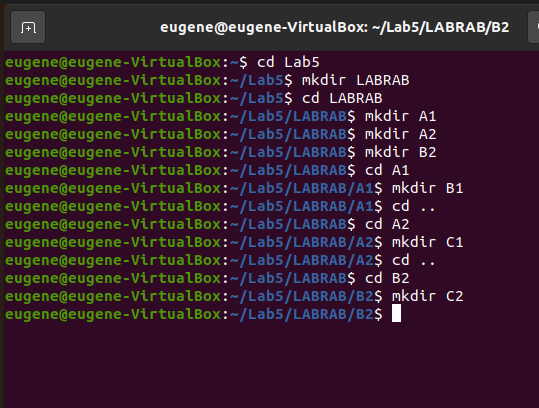 eugene@eugene-VirtualBox: ~/Lab5/LABRAB/B2
eugene@eugene-VirtualBox:~$ cd Lab5
eugene@eugene-VirtualBox:~/Lab5$ mkdir LABRAB
eugene@eugene-VirtualBox:~/Lab5$ cd LABRAB
eugene@eugene-VirtualBox:~/Lab5/LABRAB$ mkdir A1
eugene@eugene-VirtualBox:~/Lab5/LABRAB$ mkdir A2
eugene@eugene-VirtualBox:~/Lab5/LABRAB$ mkdir B2
eugene@eugene-VirtualBox:~/Lab5/LABRAB$ cd A1
eugene@eugene-VirtualBox:~/Lab5/LABRAB/A1$ mkdir B1
eugene@eugene-VirtualBox:~/Lab5/LABRAB/A1$ cd ..
eugene@eugene-VirtualBox:~/Lab5/LABRAB$ cd A2
eugene@eugene-VirtualBox:~/Lab5/LABRAB/A2$ mkdir C1
eugene@eugene-VirtualBox:~/Lab5/LABRAB/A2$ cd ..
eugene@eugene-VirtualBox:~/Lab5/LABRAB$ cd B2
eugene@eugene-VirtualBox:~/Lab5/LABRAB/B2$ mkdir C2
eugene@eugene-VirtualBox:~/Lab5/LABRAB/B2$